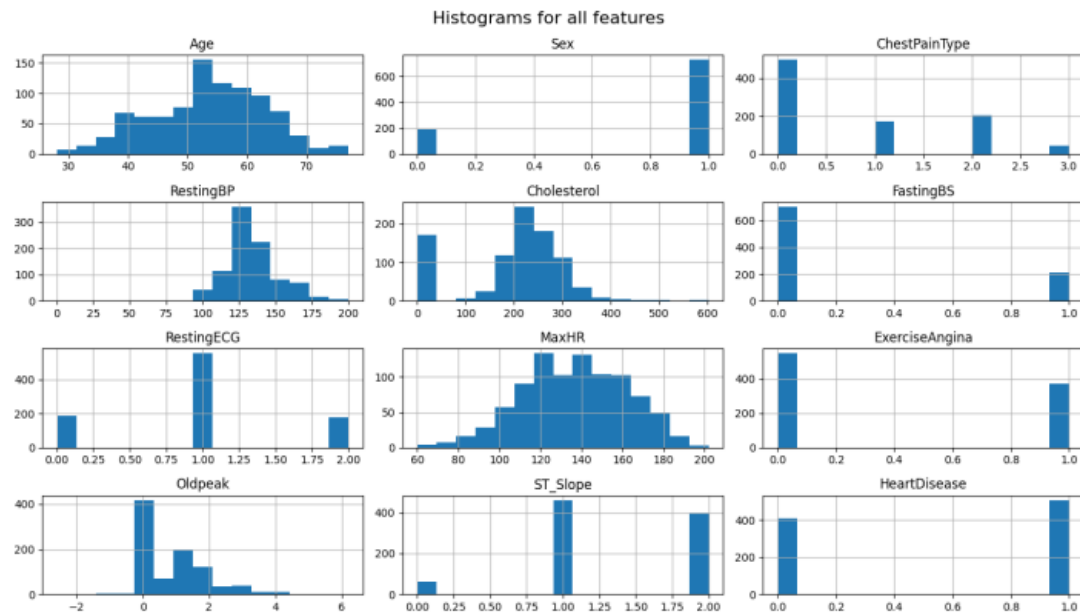 Histograms for all features
Age Sex ChestPainType
150 600 400
100 400
50 200 200
0 0 0
30 40 50 60 70 0.0 0.2 0.4 0.6 0.8 1.0 0.0 0.5 1.0 1.5 2.0 2.5 3.0
RestingBP Cholesterol FastingBS
300 200 600
200 400
100 100 200
0 0 0
0 25 50 75 100 125 150 175 200 0 100 200 300 400 500 600 0.0 0.2 0.4 0.6 0.8 1.0
RestingECG MaxHR ExerciseAngina
400 100 400
200 50 200
0 0 0
0.00 0.25 0.50 0.75 1.00 1.25 1.50 1.75 2.00 60 80 100 120 140 160 180 200 0.0 0.2 0.4 0.6 0.8 1.0
Oldpeak ST_Slope HeartDisease
400 400 400
200 200 200
0 0 0
−2 0 2 4 6 0.00 0.25 0.50 0.75 1.00 1.25 1.50 1.75 2.00 0.0 0.2 0.4 0.6 0.8 1.0